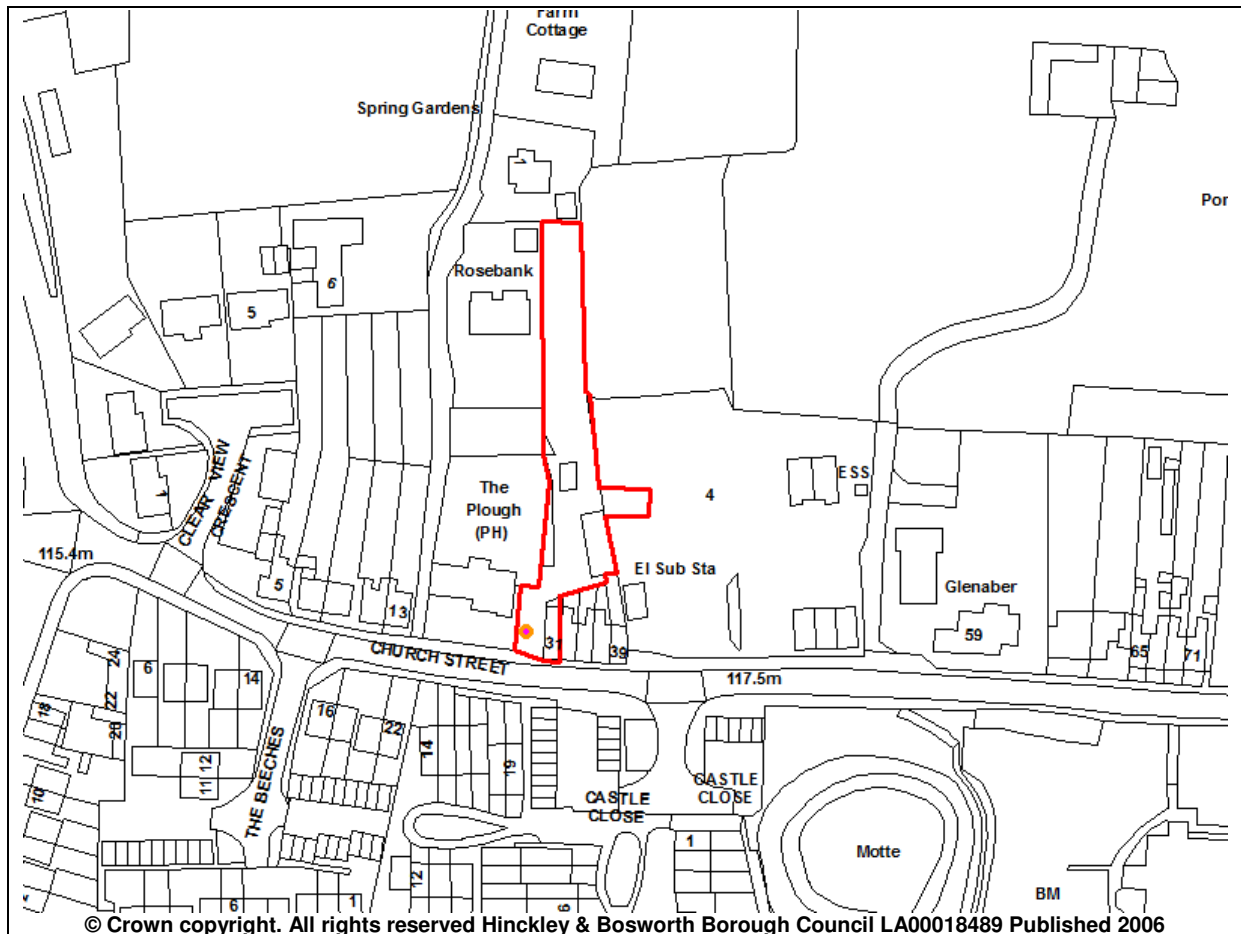 Farm
Cottage
Spring Gardens
1
Por
Rosebank
6
5
CLEAR VIEW
CRESCENT
1
The
Plough
(PH)
4
ESS
115.4m
El Sub Sta
5
13
Glenaber
31
39
59
65
71
CHURCH STREET
117.5m
24
22
20
18
6
14
16
22
14
19
12
11
10
THE BEECHES
CASTLE
CLOSE
CASTLE
CLOSE
1
Motte
12
6
1
6
BM
© Crown copyright. All rights reserved Hinckley & Bosworth Borough Council LA00018489 Published 2006